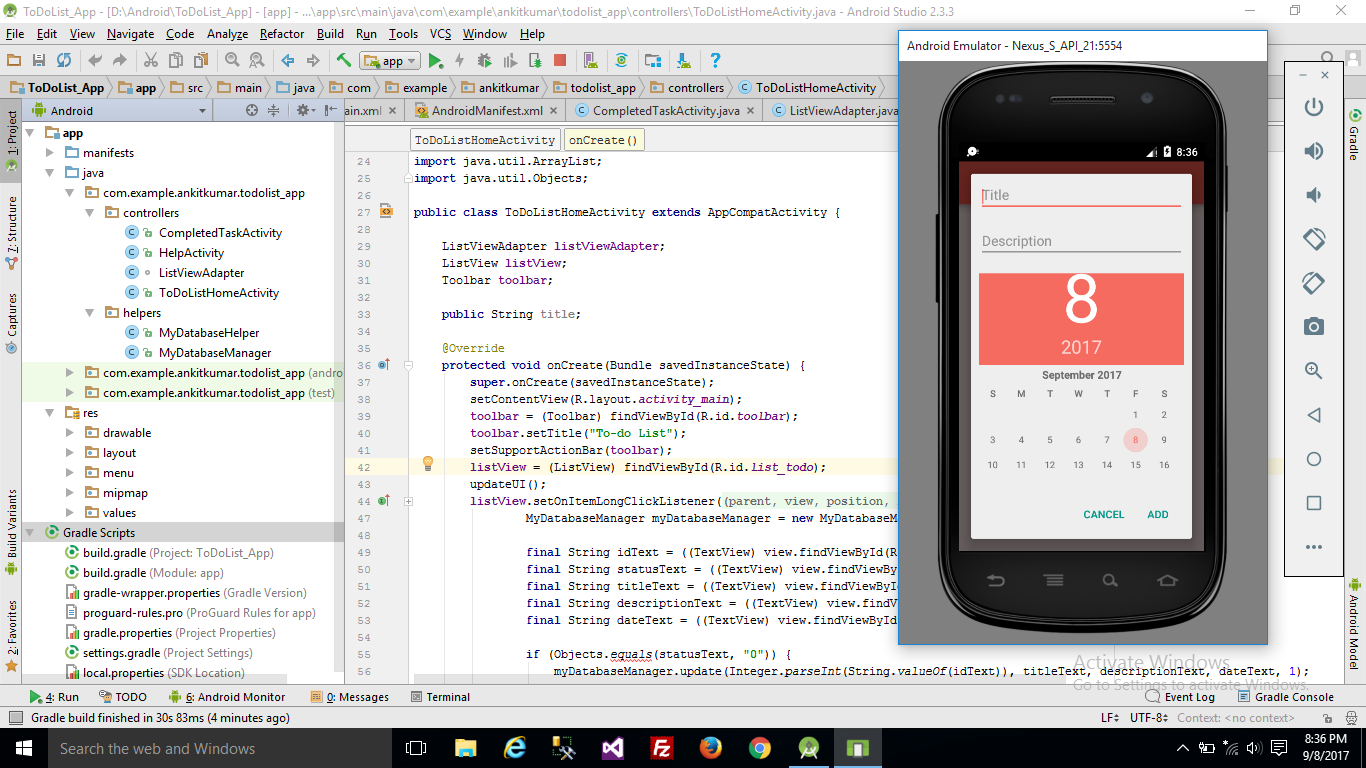 ToDoList_App - [D:\Android\ToDoList_App] - [app] - ...\app\src\main\java\com\example\ankitkumar\todolist_app\controllers\ToDoListHomeActivity.java - Android Studio 2.3.3
File Edit View Navigate Code Analyze Refactor Build Run Tools VCS Window Help
app
ToDoList_App app src main java com example ankitkumar todolist_app controllers ToDoListHomeActivity
Android
ain.xml AndroidManifest.xml CompletedTaskActivity.java ListViewAdapter.java
ToDoListHomeActivity onCreate()
1: Project
7: Structure
Captures
Build Variants
2: Favorites
app
manifests
java
com.example.ankitkumar.todolist_app
controllers
CompletedTaskActivity
HelpActivity
ListViewAdapter
ToDoListHomeActivity
helpers
MyDatabaseHelper
MyDatabaseManager
com.example.ankitkumar.todolist_app (andro
com.example.ankitkumar.todolist_app (test)
res
drawable
layout
menu
mipmap
values
Gradle Scripts
build.gradle (Project: ToDoList_App)
build.gradle (Module: app)
gradle-wrapper.properties (Gradle Version)
proguard-rules.pro (ProGuard Rules for app)
gradle.properties (Project Properties)
settings.gradle (Project Settings)
local.properties (SDK Location)
24 import java.util.ArrayList;
25 import java.util.Objects;
26
27 public class ToDoListHomeActivity extends AppCompatActivity {
28
29 ListViewAdapter listViewAdapter;
30 ListView listView;
31 Toolbar toolbar;
32
33 public String title;
34
35 @Override
36 protected void onCreate(Bundle savedInstanceState) {
37 super.onCreate(savedInstanceState);
38 setContentView(R.layout.activity_main);
39 toolbar = (Toolbar) findViewById(R.id.toolbar);
40 toolbar.setTitle("To-do List");
41 setSupportActionBar(toolbar);
42 listView = (ListView) findViewById(R.id.list_todo);
43 updateUI();
44 listView.setOnItemLongClickListener((parent, view, position,
47 MyDatabaseManager myDatabaseManager = new MyDatabaseM
48
49 final String idText = ((TextView) view.findViewById(R
50 final String statusText = ((TextView) view.findViewBy
51 final String titleText = ((TextView) view.findViewById
52 final String descriptionText = ((TextView) view.findV
53 final String dateText = ((TextView) view.findViewById
54
55 if (Objects.equals(statusText, "0")) {
56 myDatabaseManager.update(Integer.parseInt(String.valueOf(idText)), titleText, descriptionText, dateText, 1);
Android Emulator - Nexus_S_API_21:5554
8:36
Title
Description
8
2017
September 2017
S M T W T F S
1 2
3 4 5 6 7 8 9
10 11 12 13 14 15 16
CANCEL ADD
Gradle
Android Model
Activate Windows
Go to Settings to activate Windows.
4: Run TODO 6: Android Monitor 0: Messages Terminal Event Log Gradle Console
Gradle build finished in 30s 83ms (4 minutes ago) LF UTF-8 Context: <no context>
Search the web and Windows
8:36 PM
9/8/2017